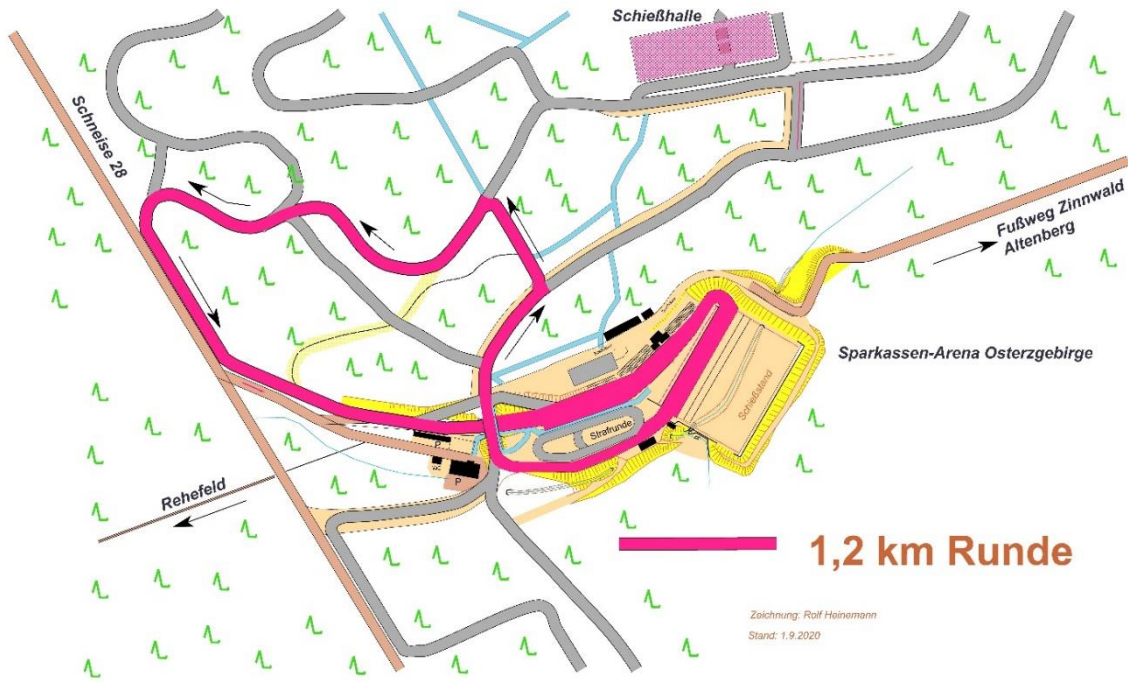 Schießhalle
Schneise 28
Fußweg Zinnwald
Altenberg
Sparkassen-Arena Osterzgebirge
Schießstand
Strafrunde
P
WC
P
Rehefeld
1,2 km Runde
Zeichnung: Rolf Heinemann
Stand: 1.9.2020